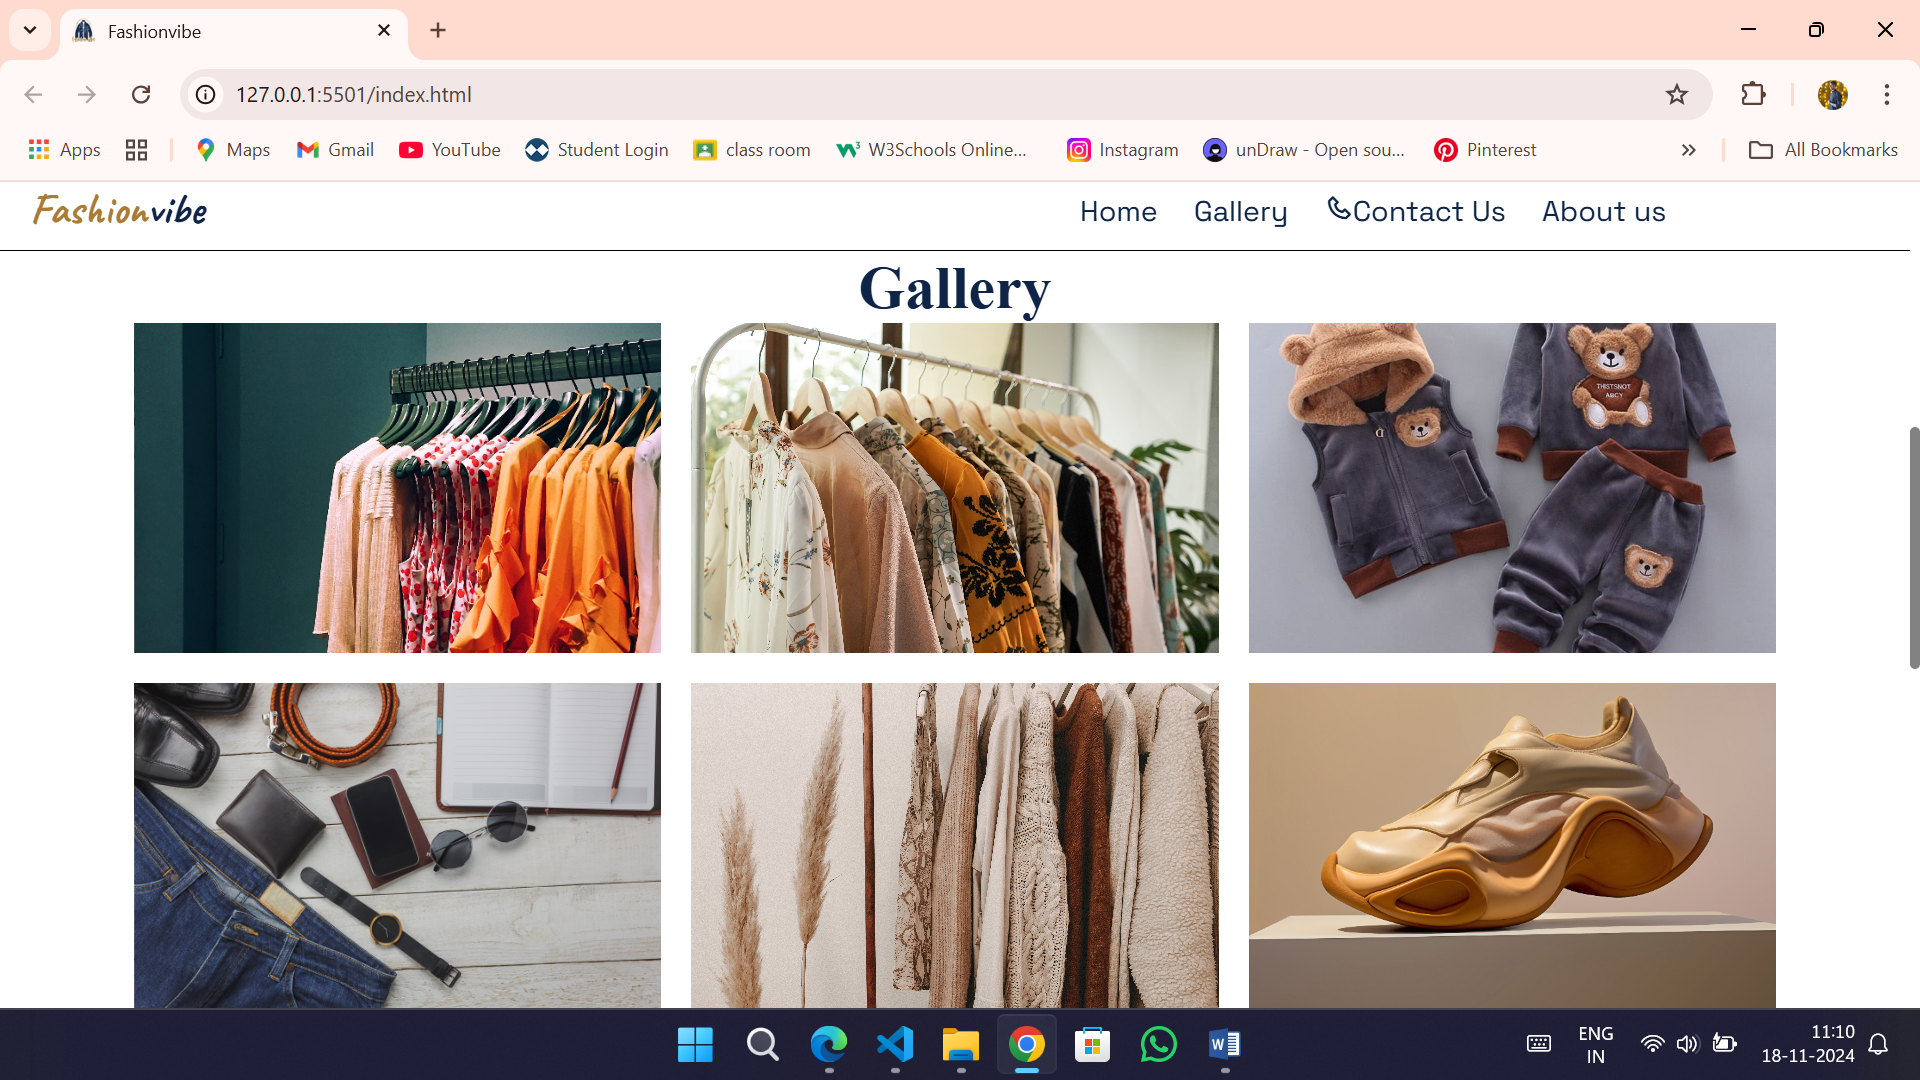 Fashionvibe
127.0.0.1:5501/index.html
Apps
Maps
Gmail
YouTube
Student Login
class room
W3Schools Online...
Instagram
unDraw - Open sou...
Pinterest
All Bookmarks
Fashionvibe
Home
Gallery
Contact Us
About us
Gallery
THISTSNOT
ABCY
ENG
IN
11:10
18-11-2024